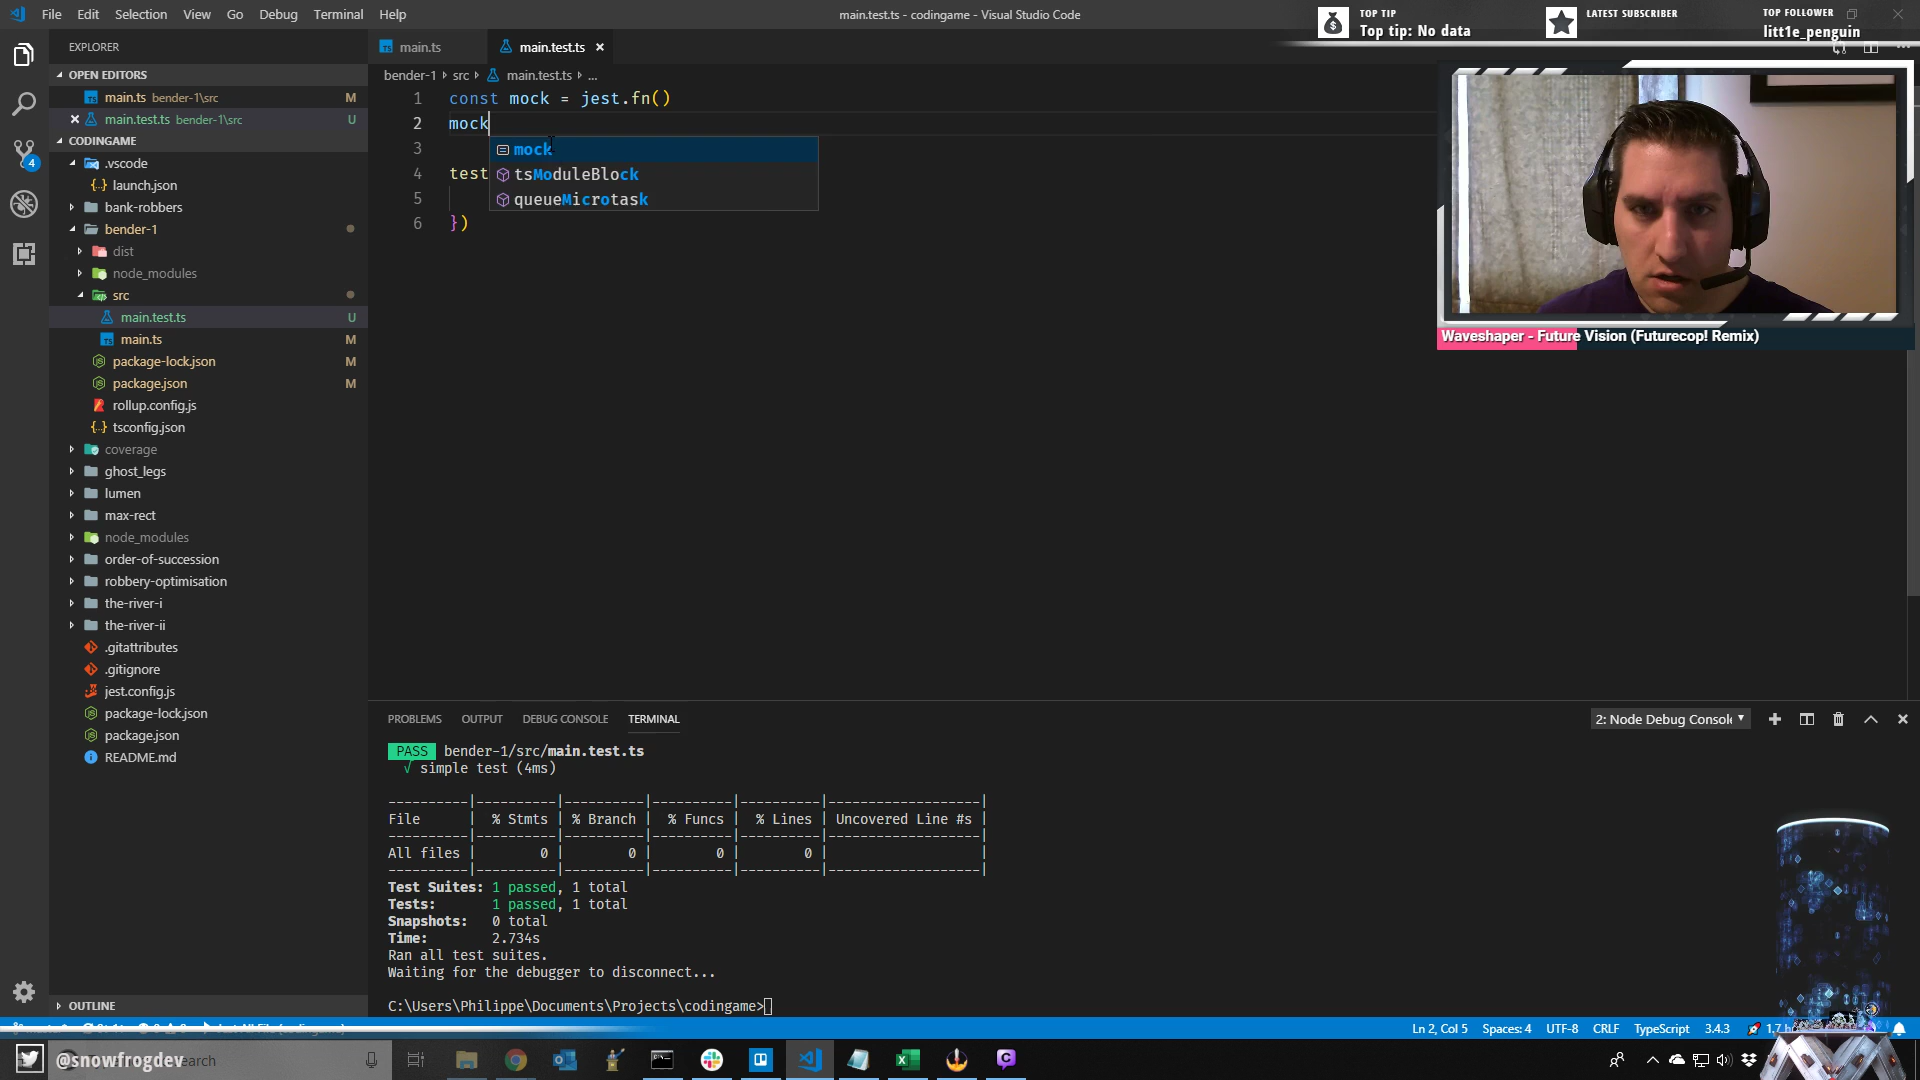 File Edit Selection View Go Debug Terminal Help
main.test.ts - codingame - Visual Studio Code
TOP TIP
Top tip: No data
LATEST SUBSCRIBER
TOP FOLLOWER
litt1e_penguin
EXPLORER
OPEN EDITORS
main.ts bender-1\src M
main.test.ts bender-1\src U
CODINGAME
.vscode
launch.json
bank-robbers
bender-1
dist
node_modules
src
main.test.ts U
main.ts M
package-lock.json M
package.json M
rollup.config.js
tsconfig.json
coverage
ghost_legs
lumen
max-rect
node_modules
order-of-succession
robbery-optimisation
the-river-i
the-river-ii
.gitattributes
.gitignore
jest.config.js
package-lock.json
package.json
README.md
OUTLINE
4
main.ts
main.test.ts
bender-1 src main.test.ts ...
1 const mock = jest.fn()
2 mock
3
4 test
5
6 })
mock
tsModuleBlock
queueMicrotask
Waveshaper - Future Vision (Futurecop! Remix)
PROBLEMS OUTPUT DEBUG CONSOLE TERMINAL
2: Node Debug Console
PASS bender-1/src/main.test.ts
√ simple test (4ms)
----------|----------|----------|----------|----------|-------------------|
File | % Stmts | % Branch | % Funcs | % Lines | Uncovered Line #s |
----------|----------|----------|----------|----------|-------------------|
All files | 0 | 0 | 0 | 0 | |
----------|----------|----------|----------|----------|-------------------|
Test Suites: 1 passed, 1 total
Tests: 1 passed, 1 total
Snapshots: 0 total
Time: 2.734s
Ran all test suites.
Waiting for the debugger to disconnect...
C:\Users\Philippe\Documents\Projects\codingame>
Ln 2, Col 5 Spaces: 4 UTF-8 CRLF TypeScript 3.4.3
@snowfrogdev